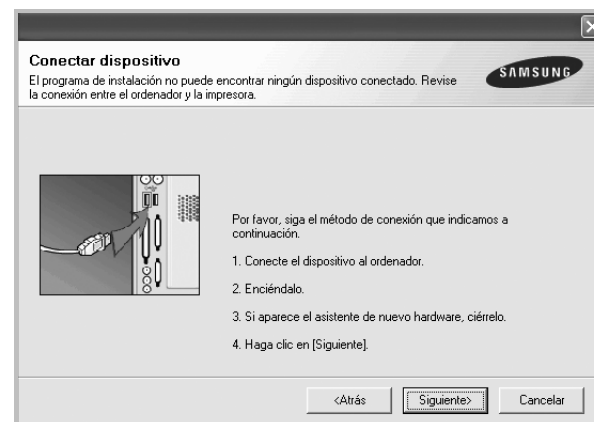 Conectar dispositivo
El programa de instalación no puede encontrar ningún dispositivo conectado. Revise
la conexión entre el ordenador y la impresora.
SAMSUNG
Por favor, siga el método de conexión que indicamos a
continuación.
1. Conecte el dispositivo al ordenador.
2. Enciéndalo.
3. Si aparece el asistente de nuevo hardware, ciérrelo.
4. Haga clic en [Siguiente].
<Atrás
Siguiente>
Cancelar